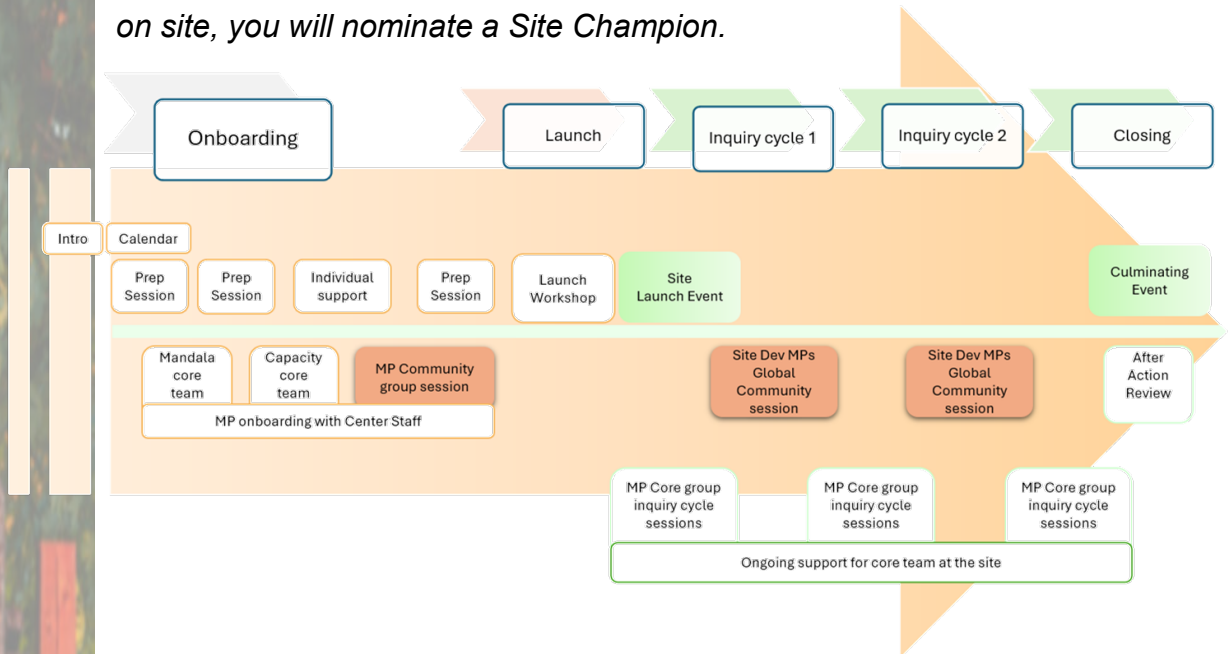 on site, you will nominate a Site Champion.
Onboarding
Launch
Inquiry cycle 1
Inquiry cycle 2
Closing
Intro
Calendar
Prep
Session
Prep
Session
Individual
support
Prep
Session
Launch
Workshop
Site
Launch Event
Culminating
Event
Mandala
core
team
Capacity
core
team
MP Community
group session
MP onboarding with Center Staff
Site Dev MPs
Global
Community
session
Site Dev MPs
Global
Community
session
After
Action
Review
MP Core group
inquiry cycle
sessions
MP Core group
inquiry cycle
sessions
MP Core group
inquiry cycle
sessions
Ongoing support for core team at the site